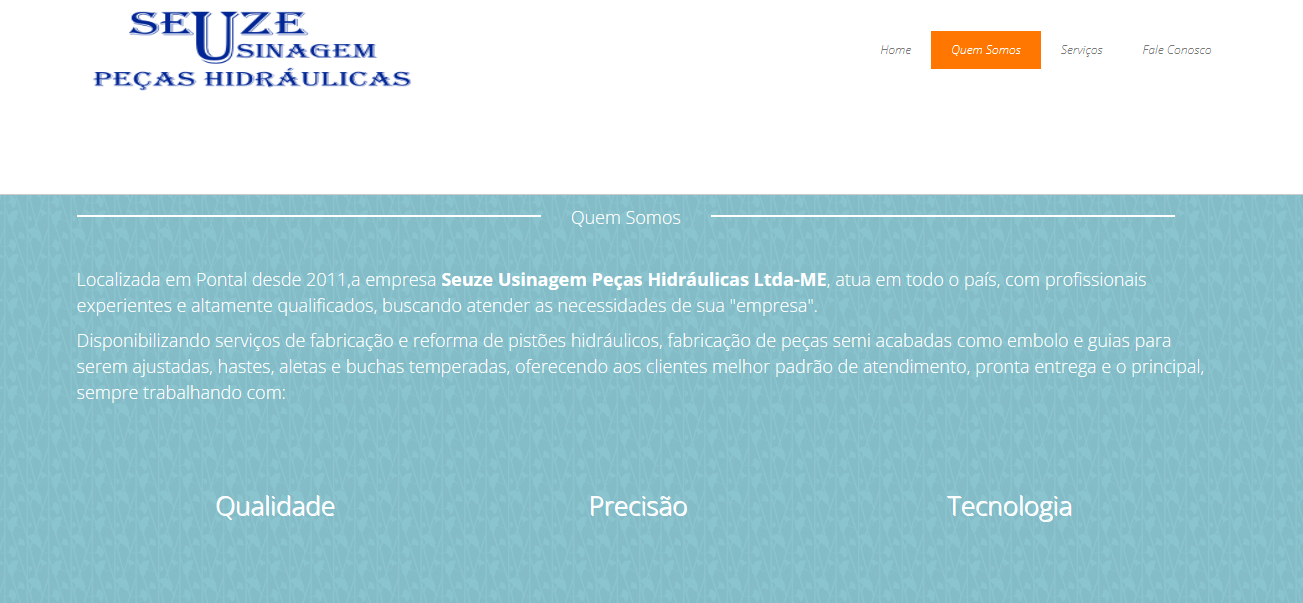 SEUZE
USINAGEM
PEÇAS HIDRÁULICAS
Home Quem Somos Serviços Fale Conosco
Quem Somos
Localizada em Pontal desde 2011,a empresa Seuze Usinagem Peças Hidráulicas Ltda-ME, atua em todo o país, com profissionais
experientes e altamente qualificados, buscando atender as necessidades de sua "empresa".
Disponibilizando serviços de fabricação e reforma de pistões hidráulicos, fabricação de peças semi acabadas como embolo e guias para
serem ajustadas, hastes, aletas e buchas temperadas, oferecendo aos clientes melhor padrão de atendimento, pronta entrega e o principal,
sempre trabalhando com:
Qualidade Precisão Tecnologia